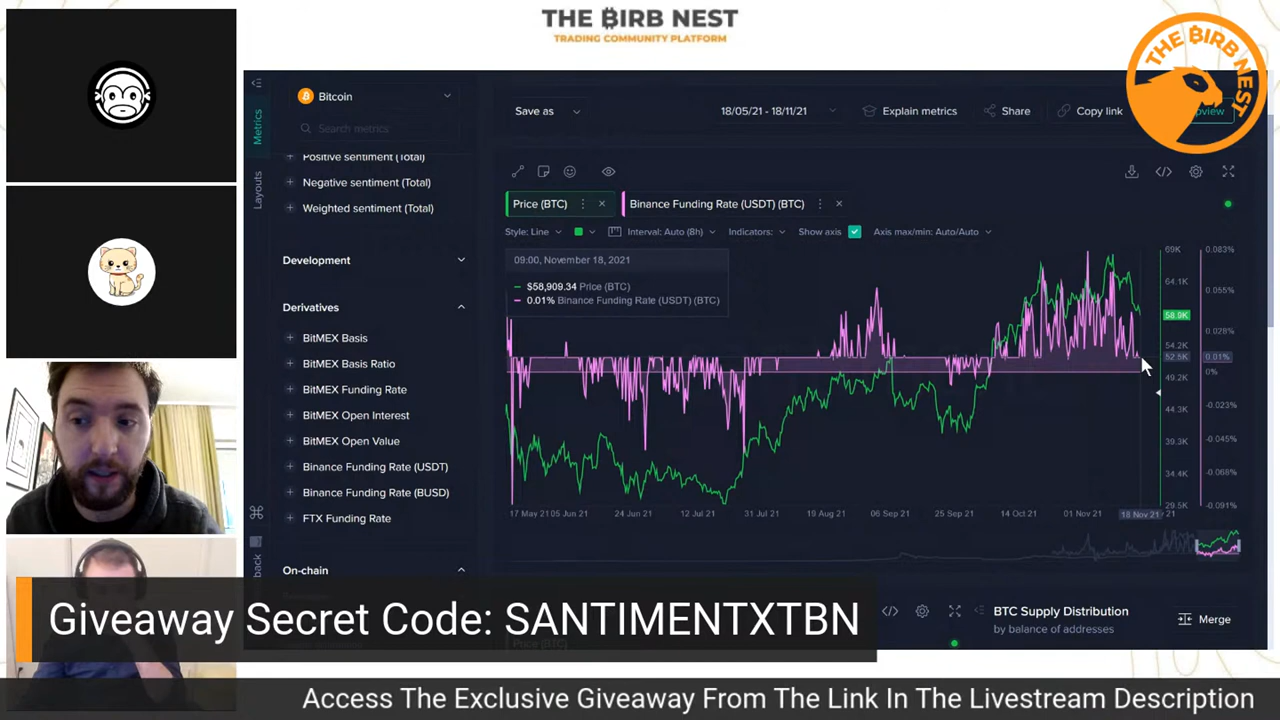 THE BIRB NEST
TRADING COMMUNITY PLATFORM
THE BIRB NEST
Metrics
Layouts
Bitcoin
Search metrics
Positive sentiment (Total)
Negative sentiment (Total)
Weighted sentiment (Total)
Development
Derivatives
BitMEX Basis
BitMEX Basis Ratio
BitMEX Funding Rate
BitMEX Open Interest
BitMEX Open Value
Binance Funding Rate (USDT)
Binance Funding Rate (BUSD)
FTX Funding Rate
On-chain
Save as
18/05/21 - 18/11/21
Explain metrics
Share
Copy link
Price (BTC)
Binance Funding Rate (USDT) (BTC)
Style: Line
Interval: Auto (8h)
Indicators:
Show axis
Axis max/min: Auto/Auto
09:00, November 18, 2021
$58,909.34 Price (BTC)
0.01% Binance Funding Rate (USDT) (BTC)
69K
64.1K
58.9K
54.2K
52.5K
49.2K
44.3K
39.3K
34.4K
29.5K
0.083%
0.055%
0.028%
0.01%
0%
-0.023%
-0.045%
-0.068%
-0.091%
17 May 21
05 Jun 21
24 Jun 21
12 Jul 21
31 Jul 21
19 Aug 21
06 Sep 21
25 Sep 21
14 Oct 21
01 Nov 21
18 Nov 21
BTC Supply Distribution
by balance of addresses
Merge
Giveaway Secret Code: SANTIMENTXTBN
Access The Exclusive Giveaway From The Link In The Livestream Description